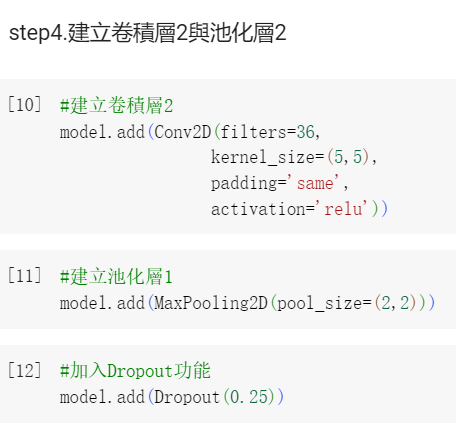 step4.建立卷積層2與池化層2
[10] #建立卷積層2
model.add(Conv2D(filters=36,
kernel_size=(5,5),
padding='same',
activation='relu'))
[11] #建立池化層1
model.add(MaxPooling2D(pool_size=(2,2)))
[12] #加入Dropout功能
model.add(Dropout(0.25))